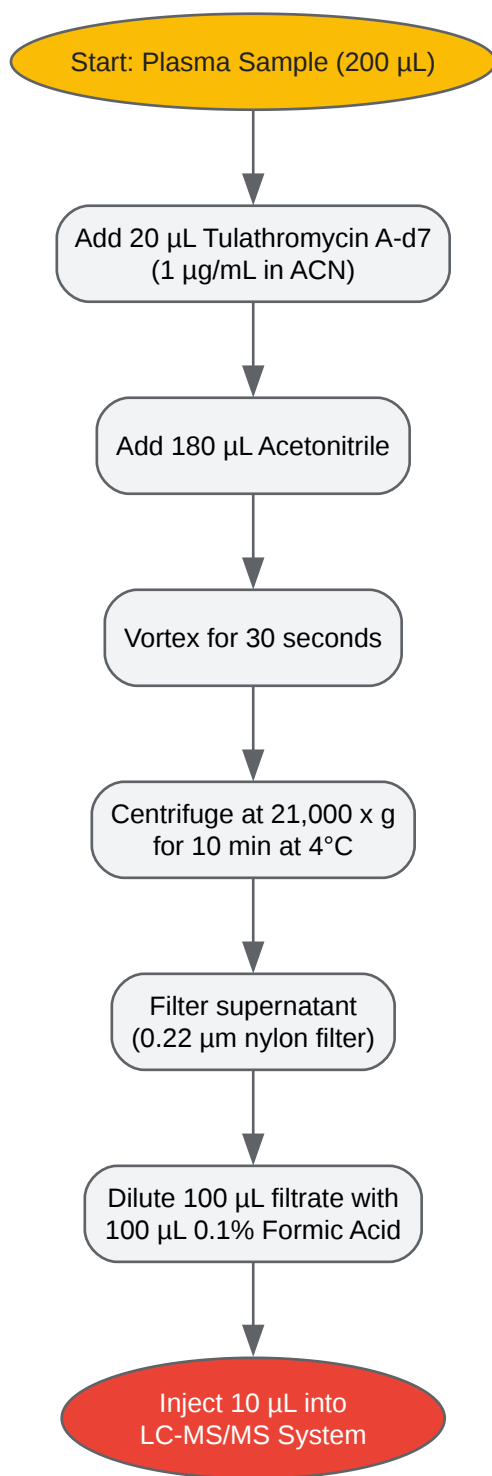 Start: Plasma Sample (200 µL)
Add 20 µL Tulathromycin A-d7
(1 µg/mL in ACN)
Add 180 µL Acetonitrile
Vortex for 30 seconds
Centrifuge at 21,000 x g
for 10 min at 4°C
Filter supernatant
(0.22 µm nylon filter)
Dilute 100 µL filtrate with
100 µL 0.1% Formic Acid
Inject 10 µL into
LC-MS/MS System